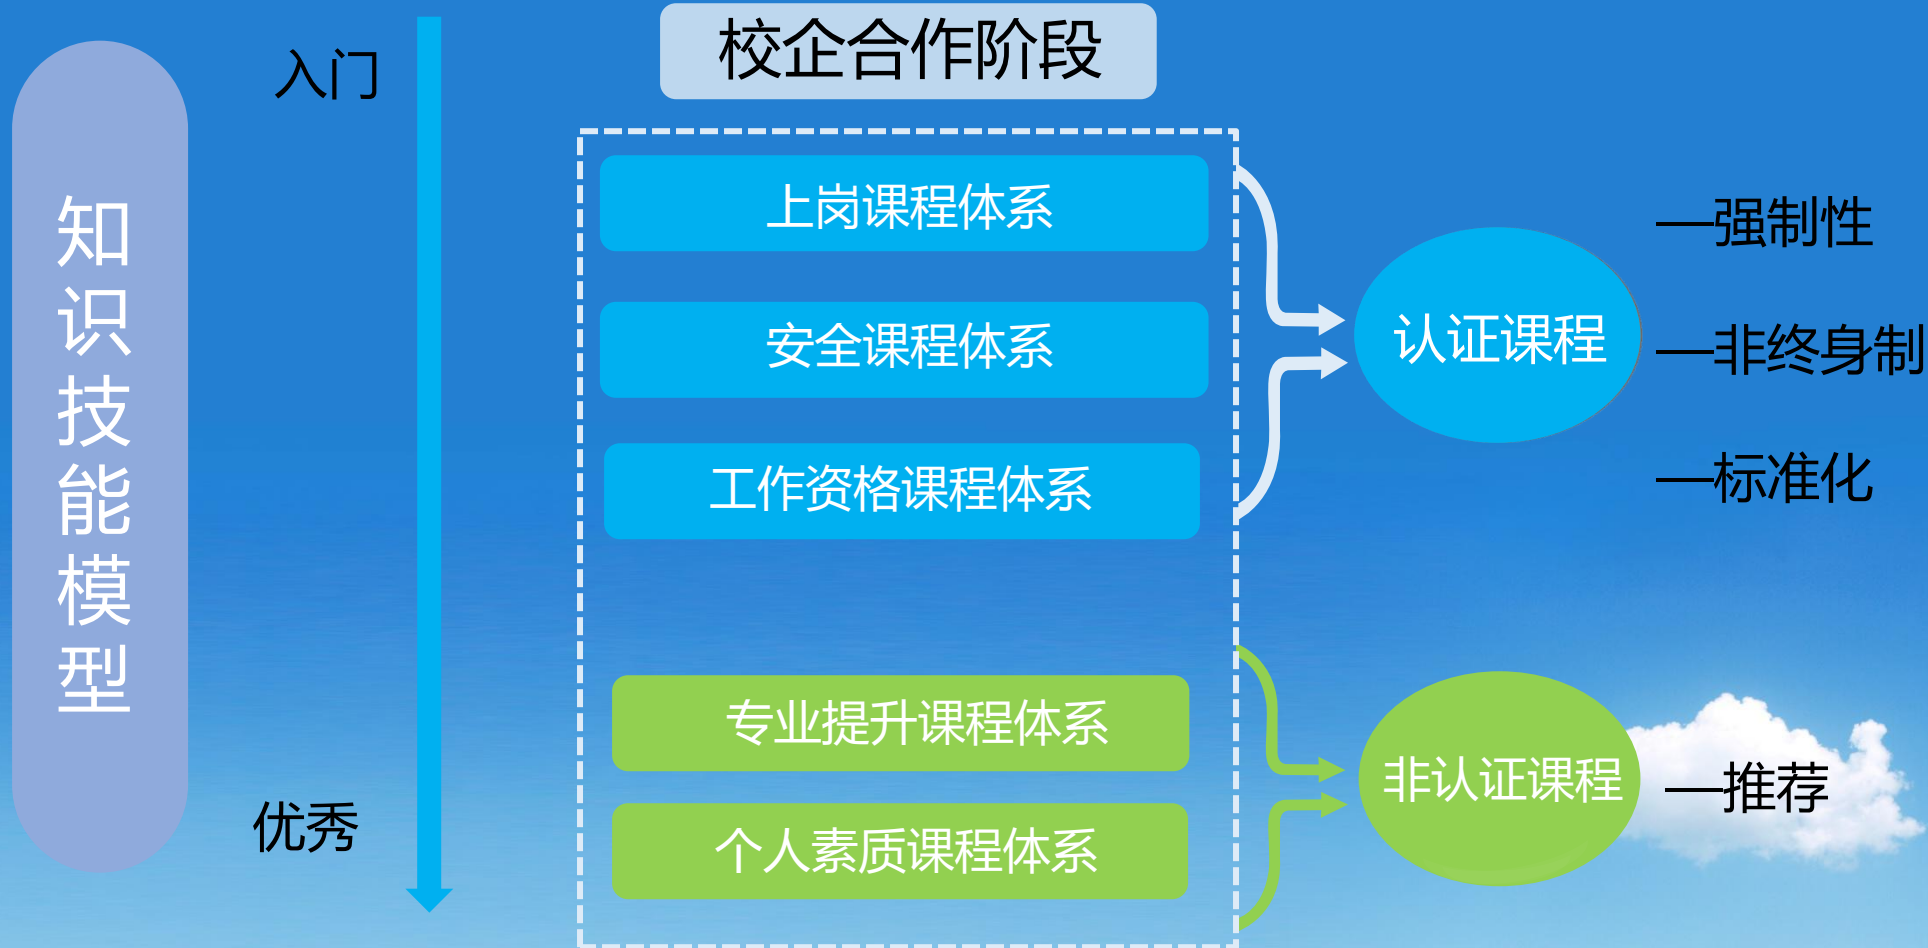 校企合作阶段
入门
知识技能模型
上岗课程体系
安全课程体系
工作资格课程体系
认证课程
—强制性
—非终身制
—标准化
专业提升课程体系
个人素质课程体系
非认证课程
—推荐
优秀